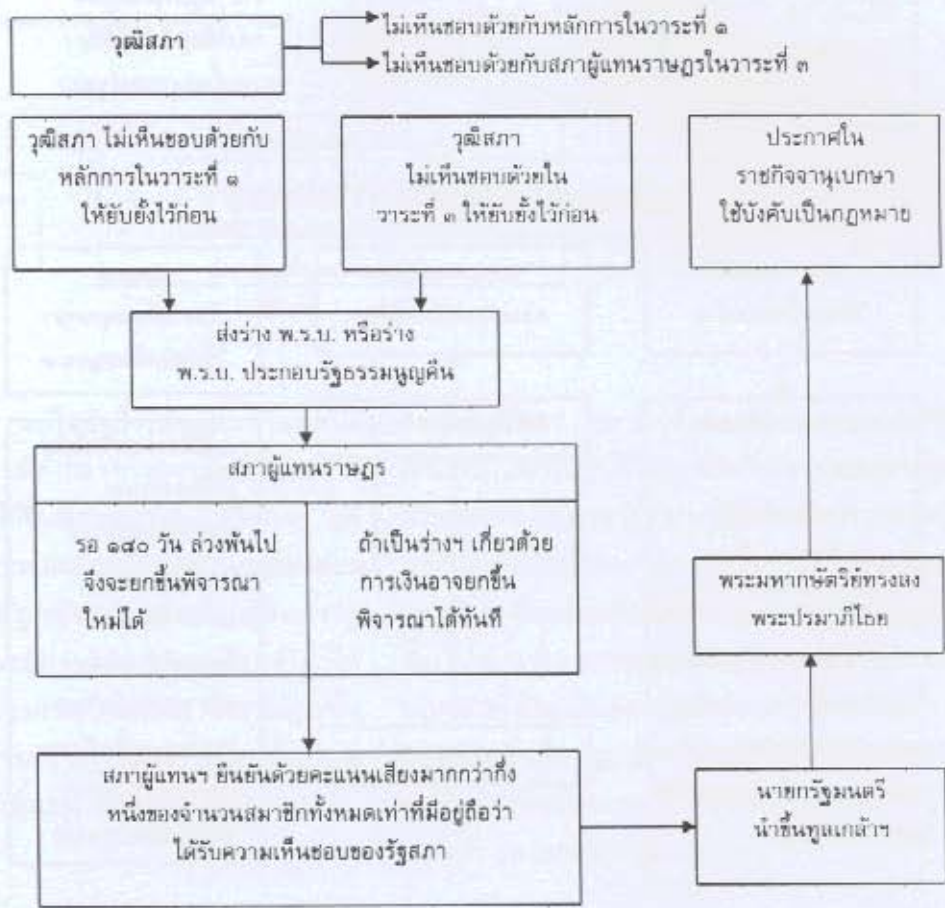 วุฒิสภา
ไม่เห็นชอบด้วยกับหลักการในวาระที่ ๑
ไม่เห็นชอบด้วยกับสภาผู้แทนราษฎรในวาระที่ ๓
วุฒิสภา ไม่เห็นชอบด้วยกับ
หลักการในวาระที่ ๑
ให้ยับยั้งไว้ก่อน
วุฒิสภา
ไม่เห็นชอบด้วยใน
วาระที่ ๓ ให้ยับยั้งไว้ก่อน
ประกาศใน
ราชกิจจานุเบกษา
ใช้บังคับเป็นกฎหมาย
ส่งร่าง พ.ร.บ. หรือร่าง
พ.ร.บ. ประกอบรัฐธรรมนูญคืน
สภาผู้แทนราษฎร
รอ ๑๘๐ วัน ล่วงพ้นไป
จึงจะยกขึ้นพิจารณา
ใหม่ได้
ถ้าเป็นร่างฯ เกี่ยวด้วย
การเงินอาจยกขึ้น
พิจารณาได้ทันที
พระมหากษัตริย์ทรงลง
พระปรมาภิไธย
สภาผู้แทนฯ ยืนยันด้วยคะแนนเสียงมากกว่ากึ่ง
หนึ่งของจำนวนสมาชิกทั้งหมดเท่าที่มีอยู่ถือว่า
ได้รับความเห็นชอบของรัฐสภา
นายกรัฐมนตรี
นำขึ้นทูลเกล้าฯ